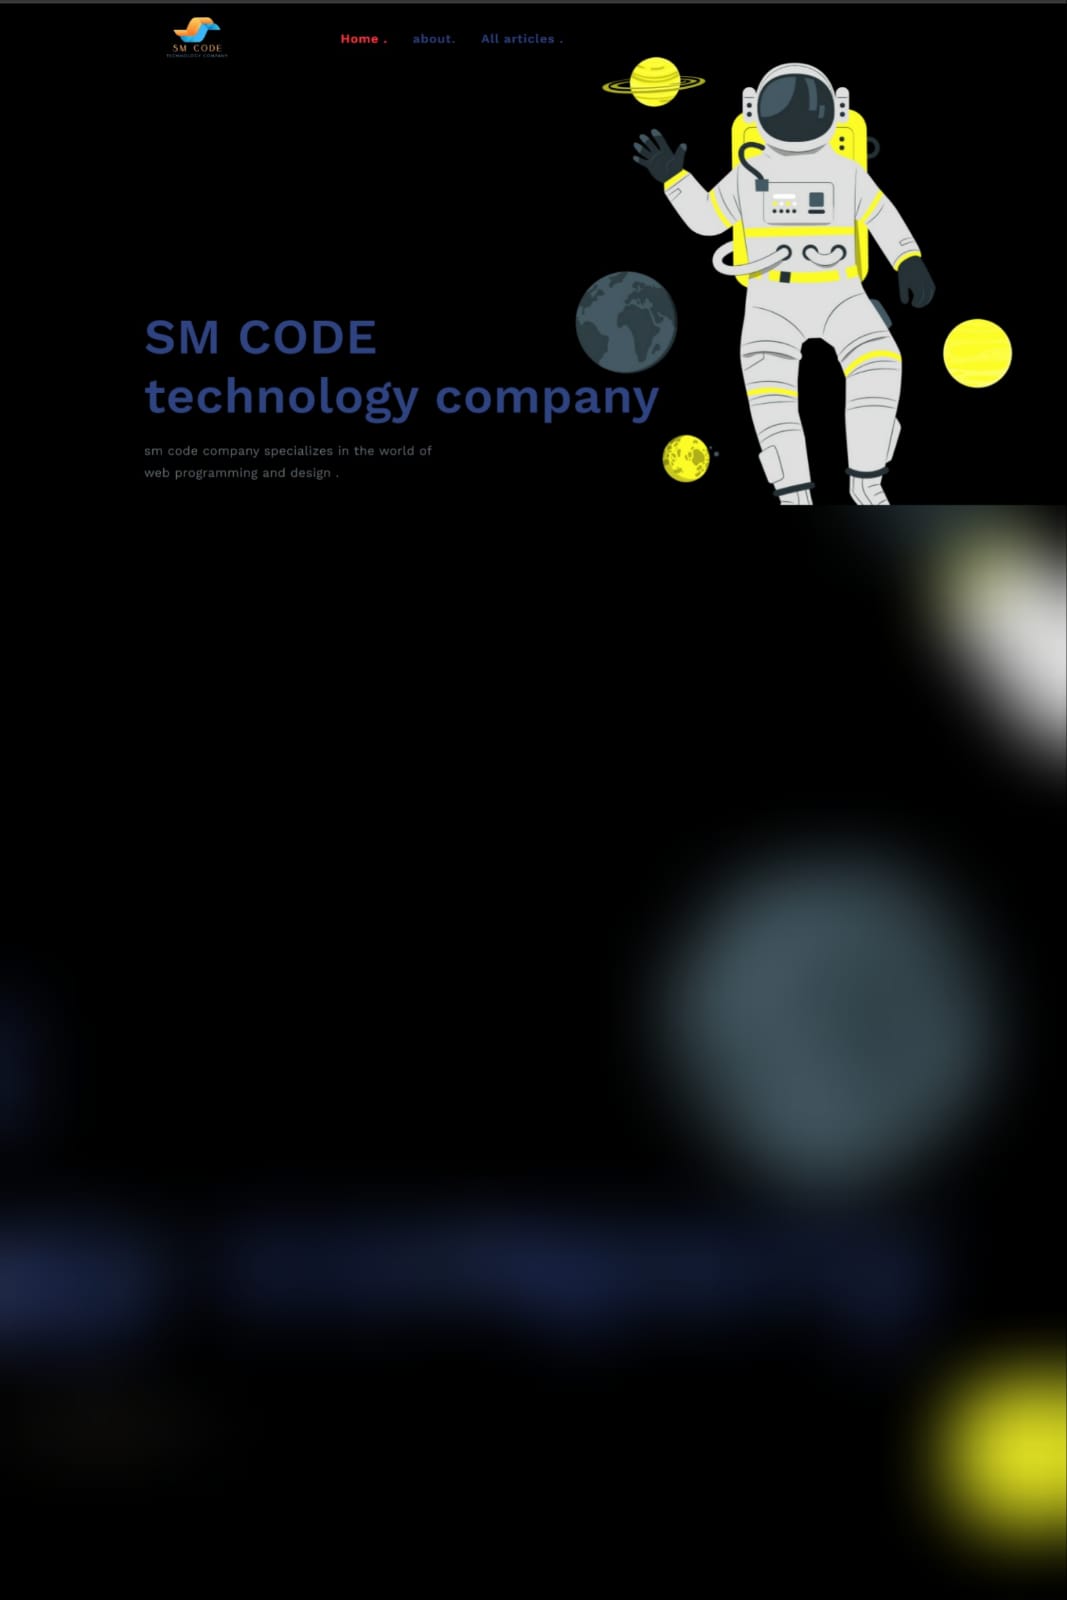 SM CODE
TECHNOLOGY COMPANY
Home .
about.
All articles .
SM CODE
technology company
sm code company specializes in the world of
web programming and design .